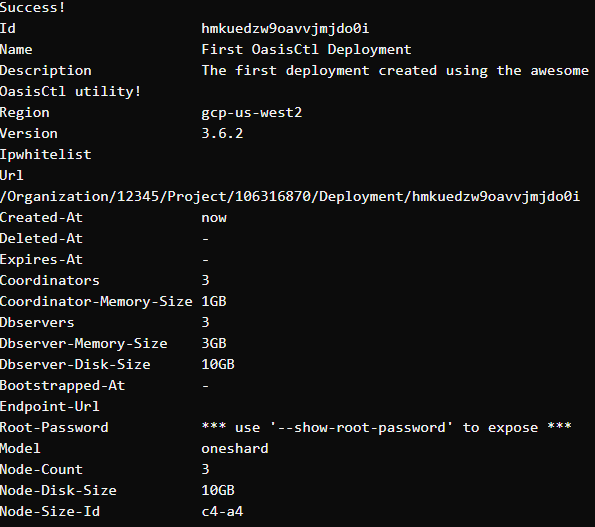 Success!
Id hmkuedzw9oavvjmjdo0i
Name First OasisCtl Deployment
Description The first deployment created using the awesome
OasisCtl utility!
Region gcp-us-west2
Version 3.6.2
Ipwhitelist
Url
/Organization/12345/Project/106316870/Deployment/hmkuedzw9oavvjmjdo0i
Created-At now
Deleted-At -
Expires-At -
Coordinators 3
Coordinator-Memory-Size 1GB
Dbservers 3
Dbserver-Memory-Size 3GB
Dbserver-Disk-Size 10GB
Bootstrapped-At -
Endpoint-Url
Root-Password *** use '--show-root-password' to expose ***
Model oneshard
Node-Count 3
Node-Disk-Size 10GB
Node-Size-Id c4-a4